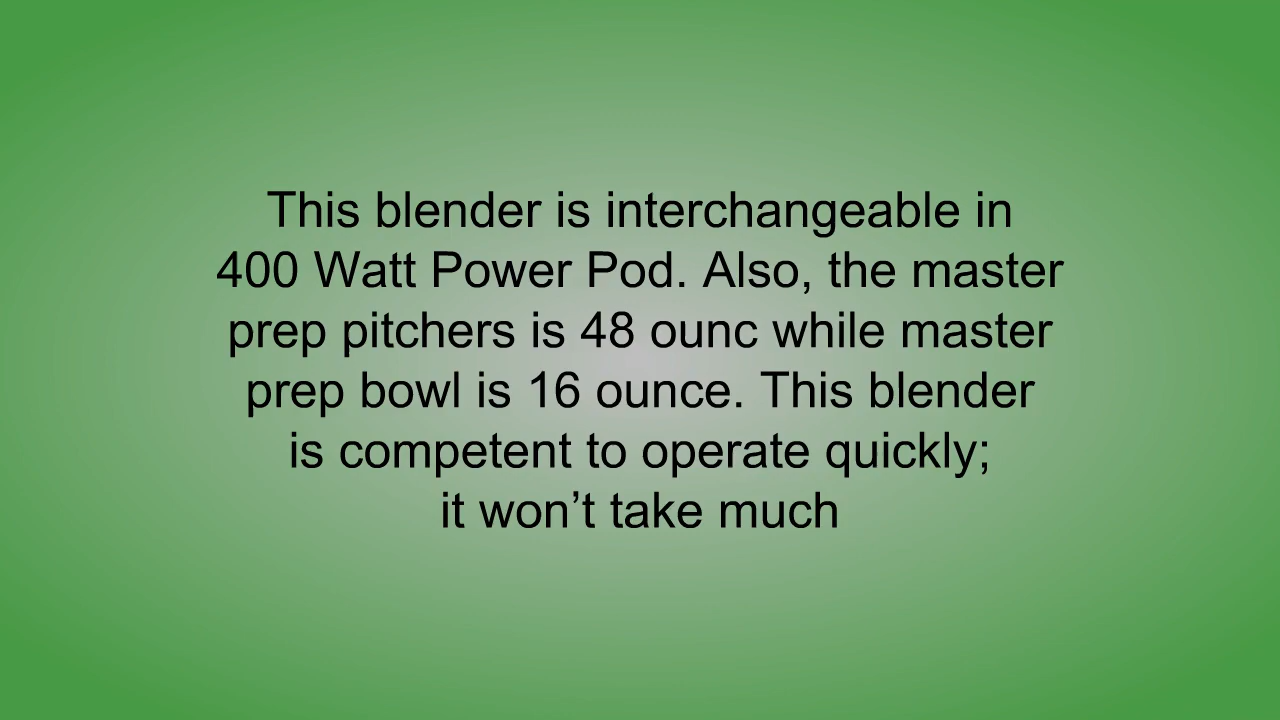 This blender is interchangeable in
400 Watt Power Pod. Also, the master
prep pitchers is 48 ounc while master
prep bowl is 16 ounce. This blender
is competent to operate quickly;
it won’t take much